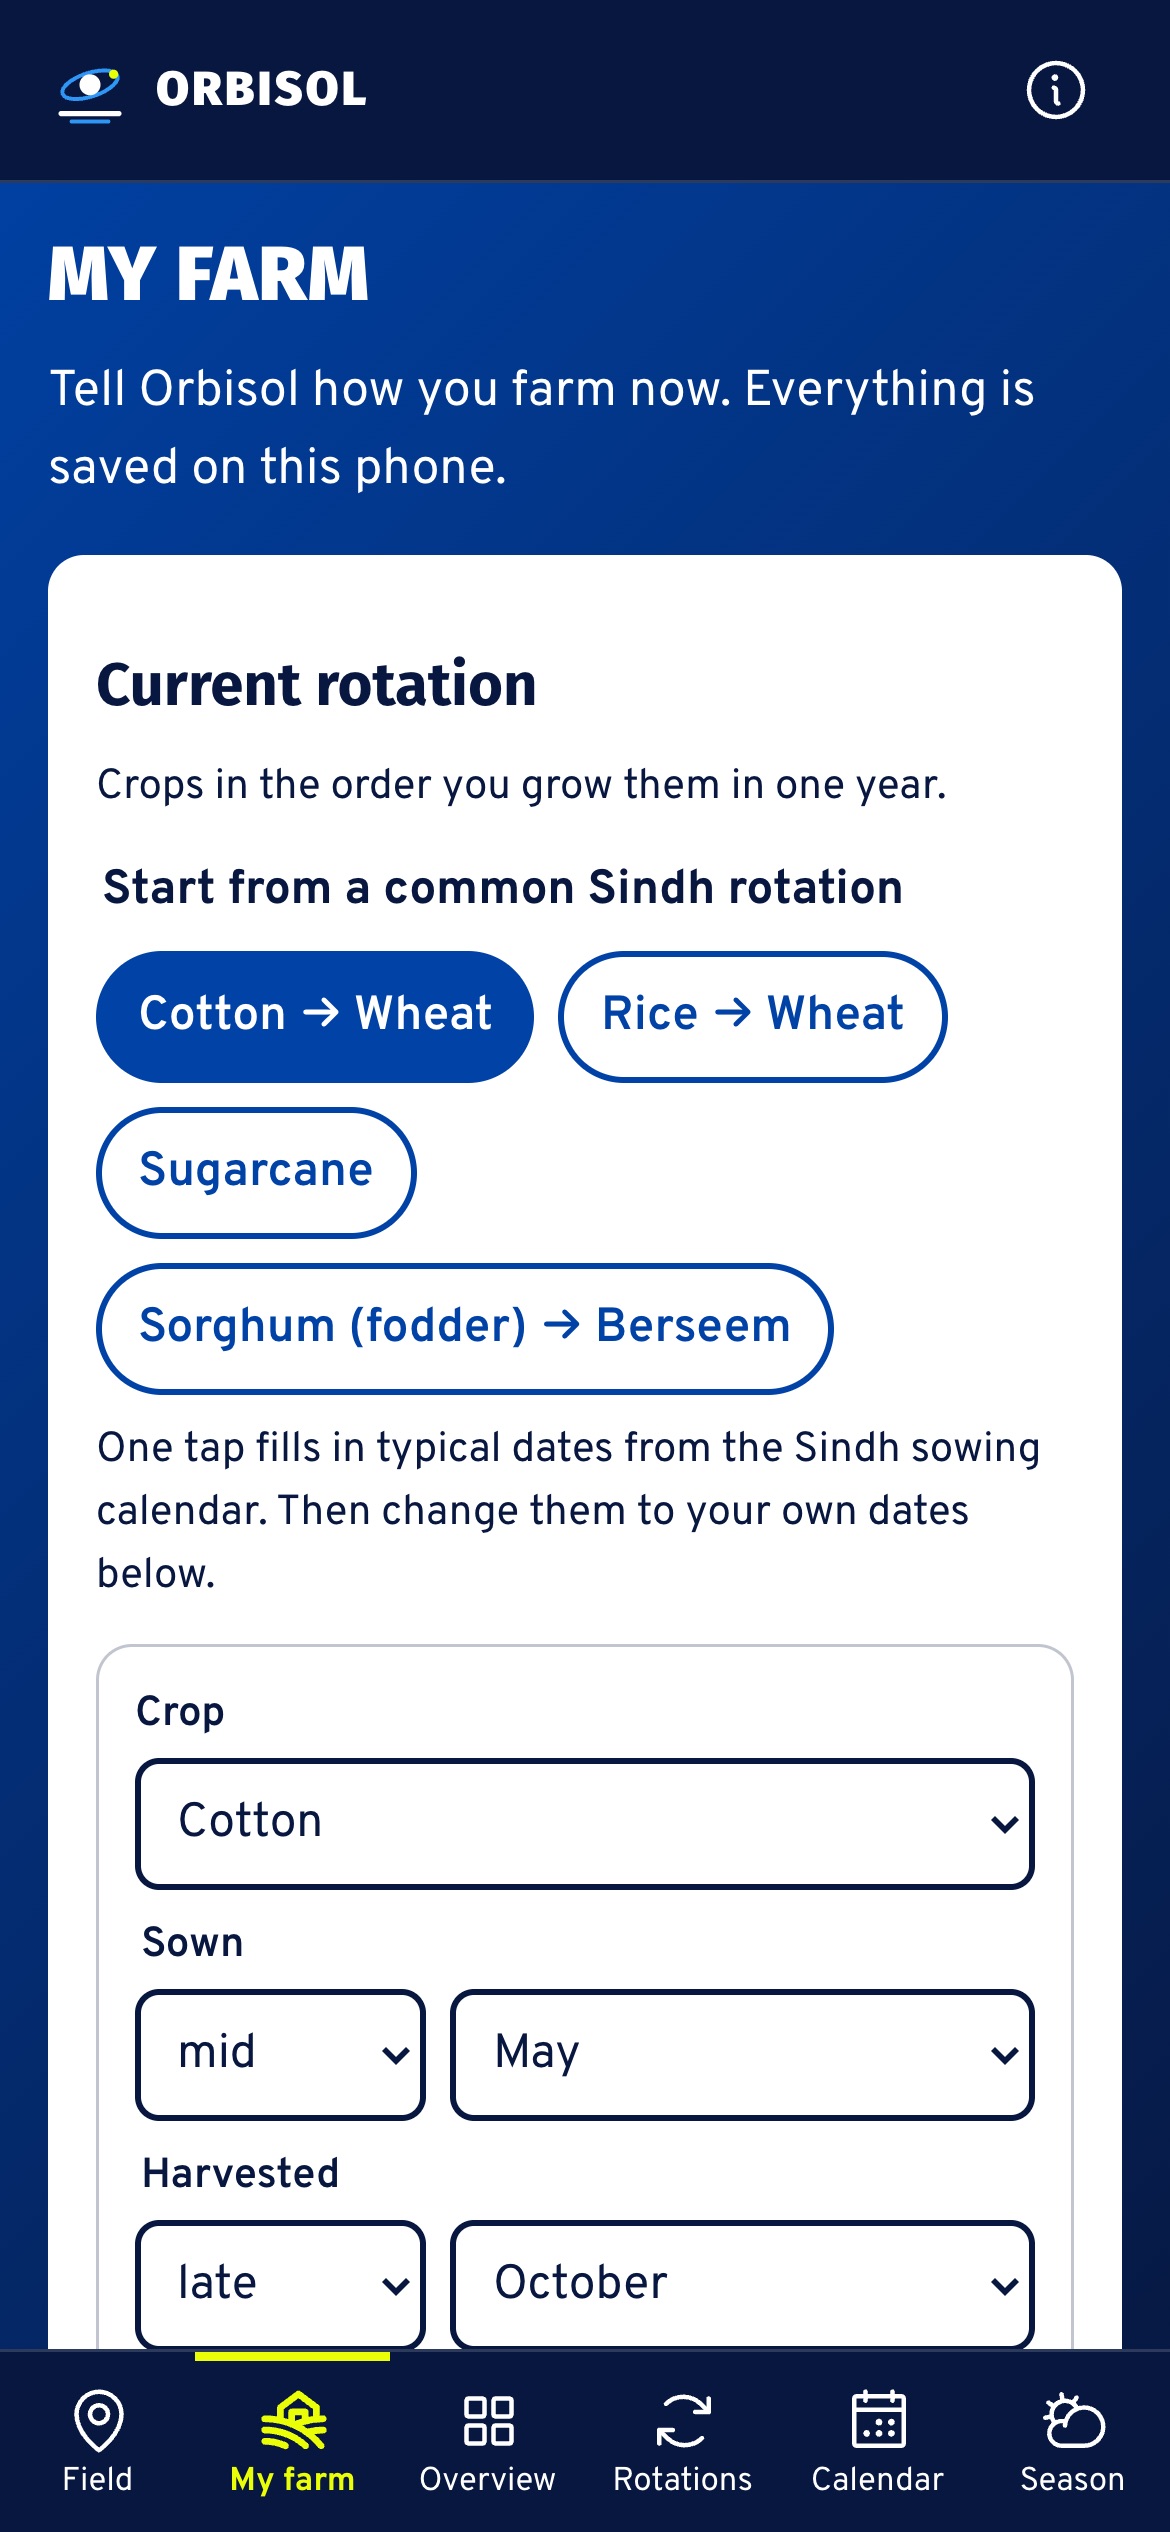 ORBISOL
MY FARM
Tell Orbisol how you farm now. Everything is
saved on this phone.
Current rotation
Crops in the order you grow them in one year.
Start from a common Sindh rotation
Cotton → Wheat
Rice → Wheat
Sugarcane
Sorghum (fodder) → Berseem
One tap fills in typical dates from the Sindh sowing
calendar. Then change them to your own dates
below.
Crop
Cotton
Sown
mid
May
Harvested
late
October
Field
My farm
Overview
Rotations
Calendar
Season